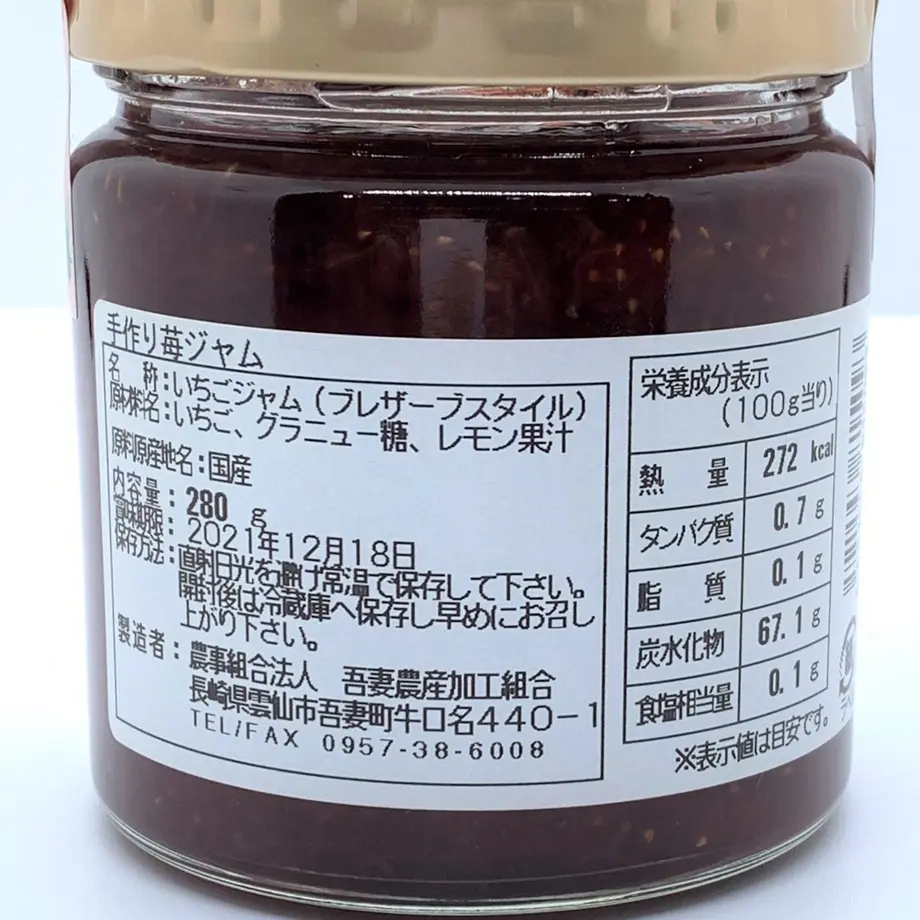 手作り苺ジャム
名　称：いちごジャム（プレザーブスタイル）
原材料名：いちご、グラニュー糖、レモン果汁
原料原産地名：国産
内容量：280 g
賞味期限：2021年12月18日
保存方法：直射日光を避け常温で保存して下さい。
開封後は冷蔵庫へ保存し早めにお召し
上がり下さい。
製造者：農事組合法人　吾妻農産加工組合
長崎県雲仙市吾妻町牛口名440-1
TEL/FAX 0957-38-6008
栄養成分表示
（100g当り）
熱　量 272 kcal
タンパク質 0.7 g
脂　質 0.1 g
炭水化物 67.1 g
食塩相当量 0.1 g
※表示値は目安です。